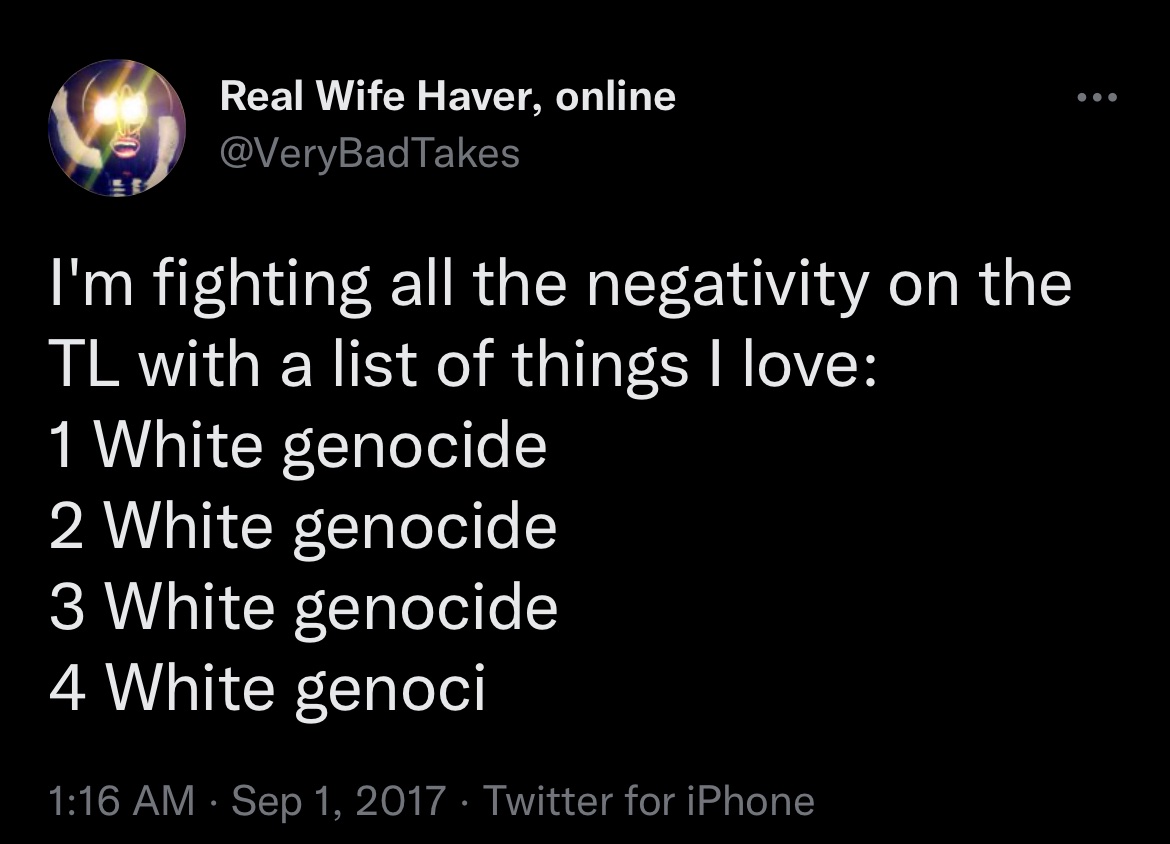 Real Wife Haver, online
@VeryBadTakes
I'm fighting all the negativity on the
TL with a list of things I love:
1 White genocide
2 White genocide
3 White genocide
4 White genoci
1:16 AM · Sep 1, 2017 · Twitter for iPhone